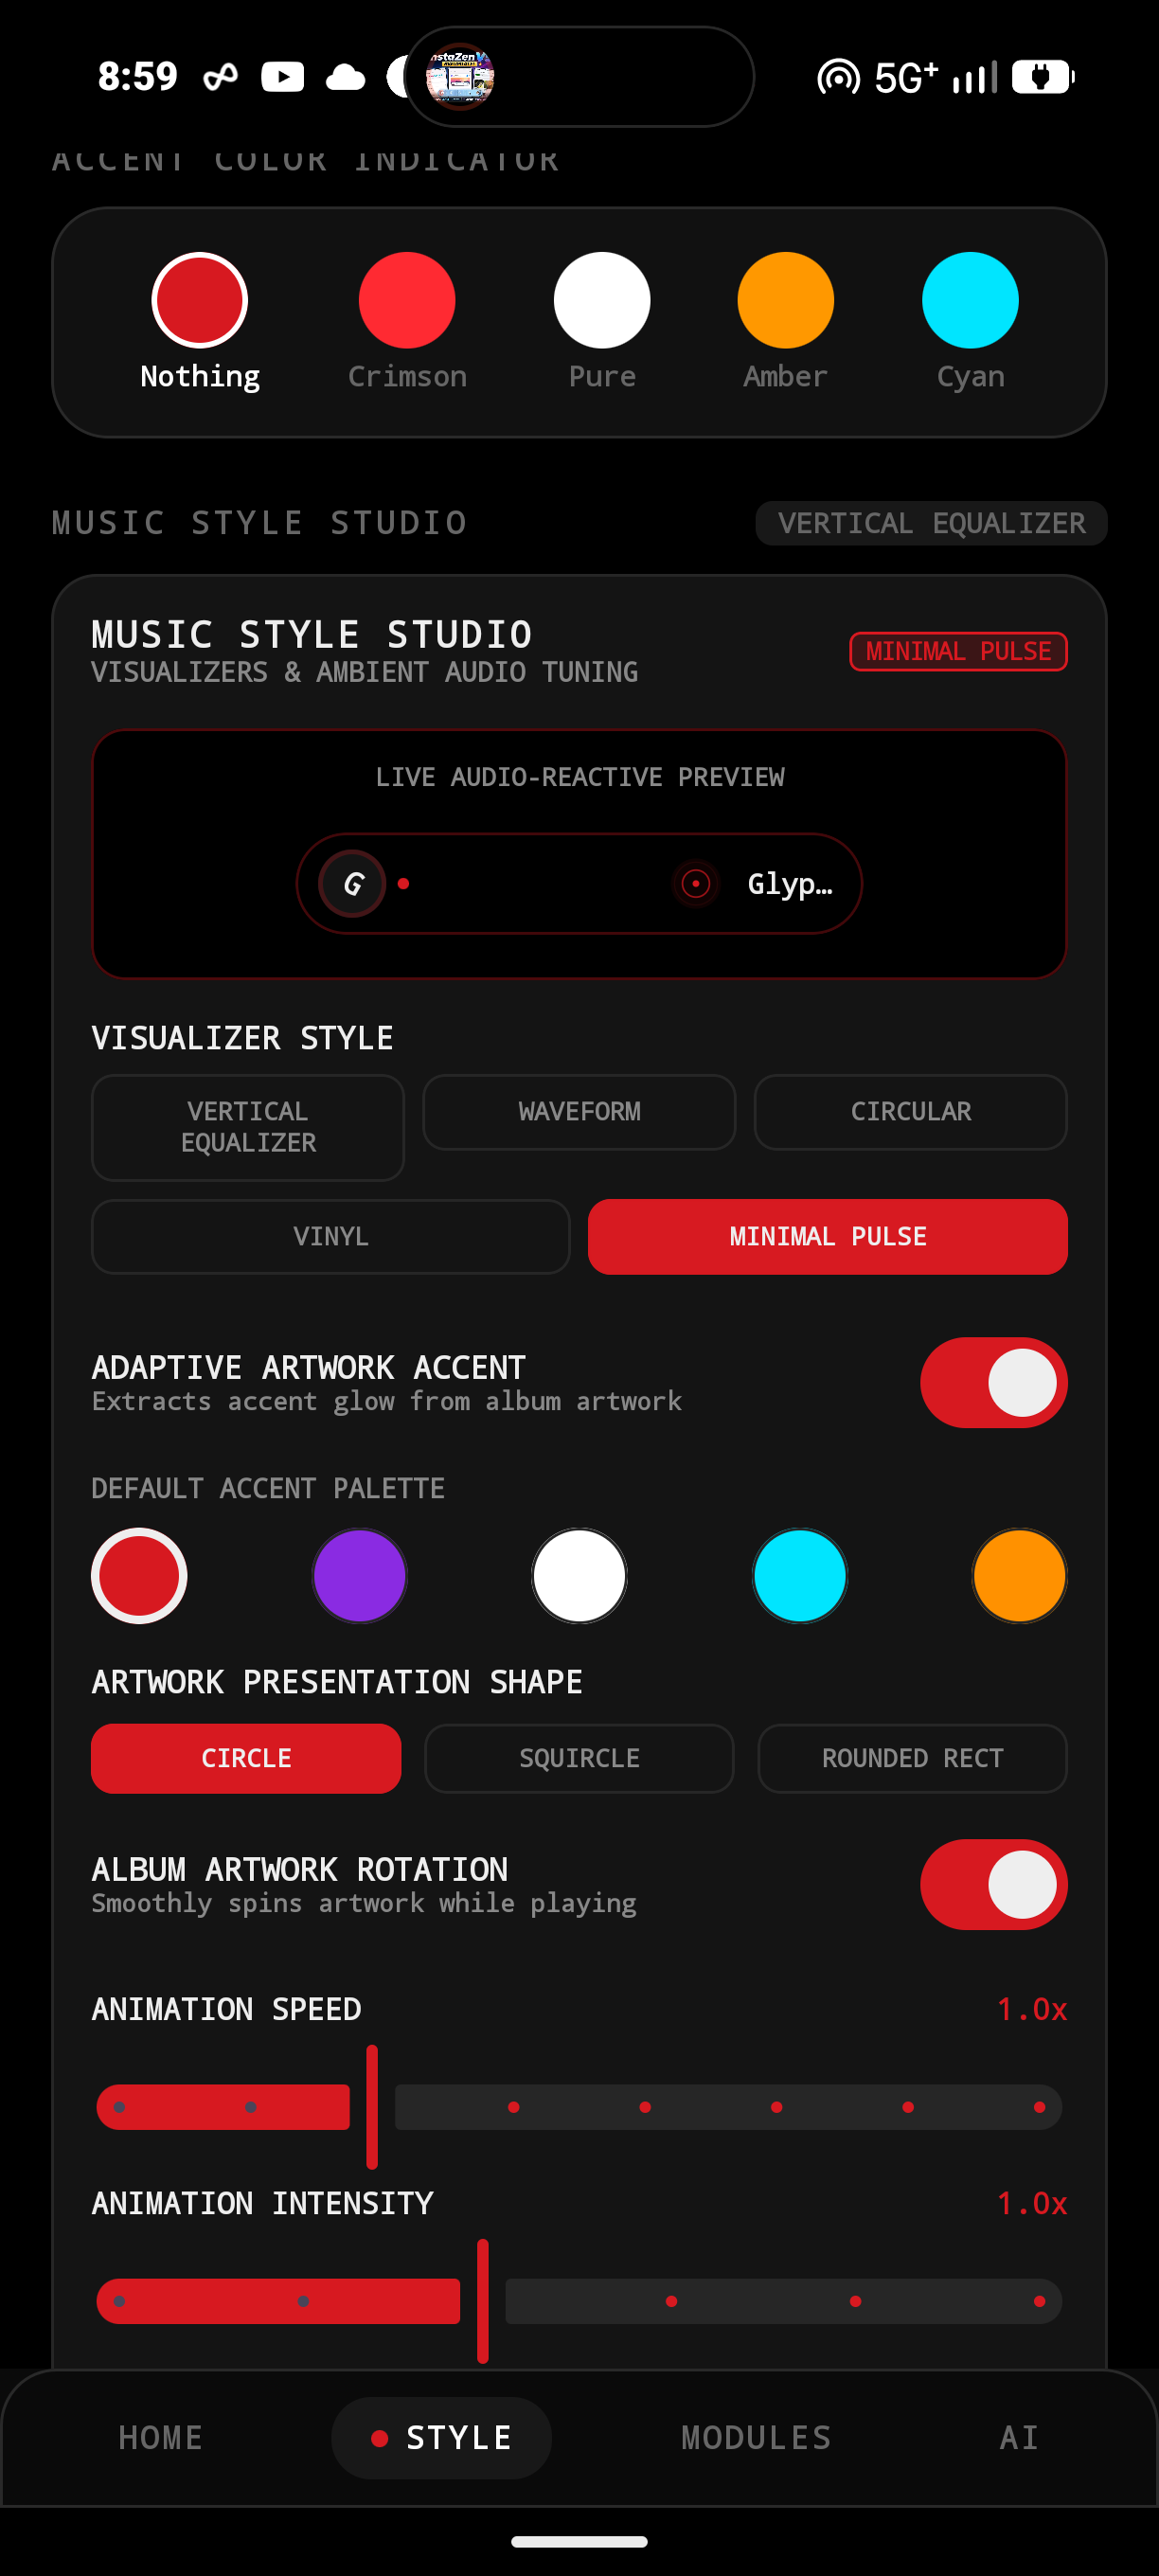 8:59
5G+
ACCENT COLOR INDICATOR
Nothing
Crimson
Pure
Amber
Cyan
MUSIC STYLE STUDIO
VERTICAL EQUALIZER
MUSIC STYLE STUDIO
VISUALIZERS & AMBIENT AUDIO TUNING
MINIMAL PULSE
LIVE AUDIO-REACTIVE PREVIEW
G
Glyp…
VISUALIZER STYLE
VERTICAL
EQUALIZER
WAVEFORM
CIRCULAR
VINYL
MINIMAL PULSE
ADAPTIVE ARTWORK ACCENT
Extracts accent glow from album artwork
DEFAULT ACCENT PALETTE
ARTWORK PRESENTATION SHAPE
CIRCLE
SQUIRCLE
ROUNDED RECT
ALBUM ARTWORK ROTATION
Smoothly spins artwork while playing
ANIMATION SPEED
1.0x
ANIMATION INTENSITY
1.0x
HOME
STYLE
MODULES
AI